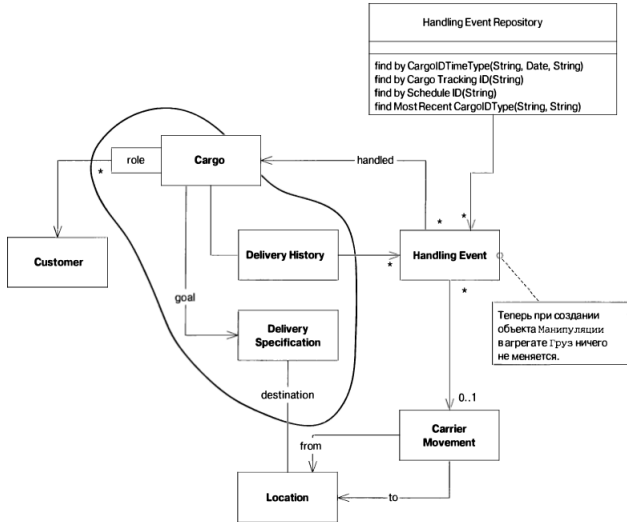 Handling Event Repository
find by CargoIDTimeType(String, Date, String)
find by Cargo Tracking ID(String)
find by Schedule ID(String)
find Most Recent CargoIDType(String, String)
role
Cargo
handled
*
*
*
Customer
Delivery History
*
Handling Event
*
goal
Delivery
Specification
Теперь при создании
объекта Манипуляции
в агрегате Груз ничего
не меняется.
destination
0..1
Carrier
Movement
from
Location
to